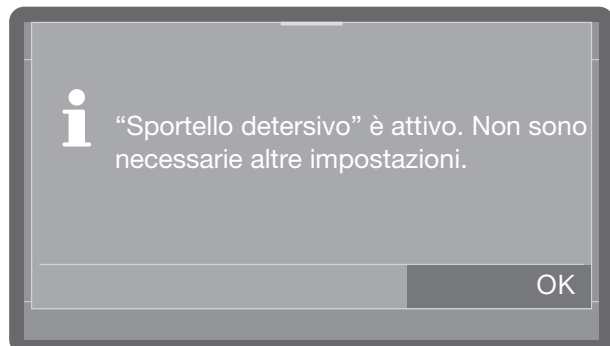 “Sportello detersivo” è attivo. Non sono
necessarie altre impostazioni.
OK